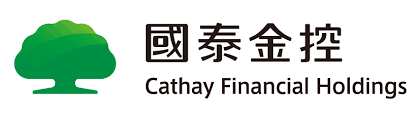 國泰金控
Cathay Financial Holdings